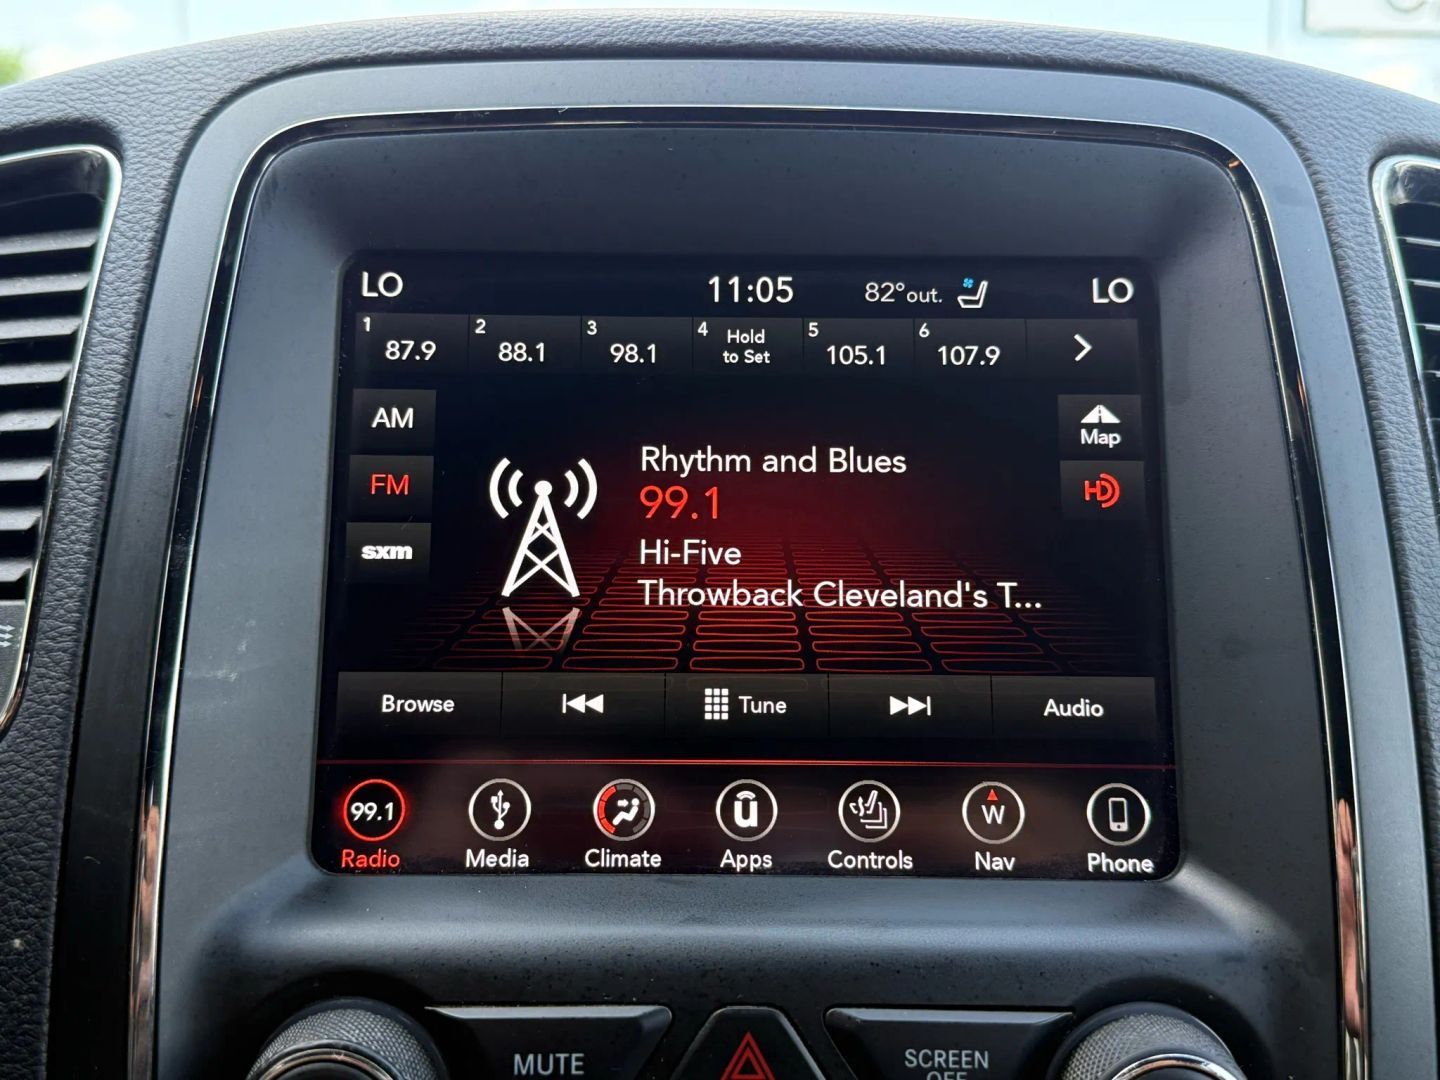 LO 11:05 82° out. LO
1 87.9 2 88.1 3 98.1 4 Hold to Set 5 105.1 6 107.9
AM
Map
FM
HD
sxm
Rhythm and Blues
99.1
Hi-Five
Throwback Cleveland's T...
Browse Tune Audio
99.1 u W
Radio Media Climate Apps Controls Nav Phone
MUTE SCREEN
OFF